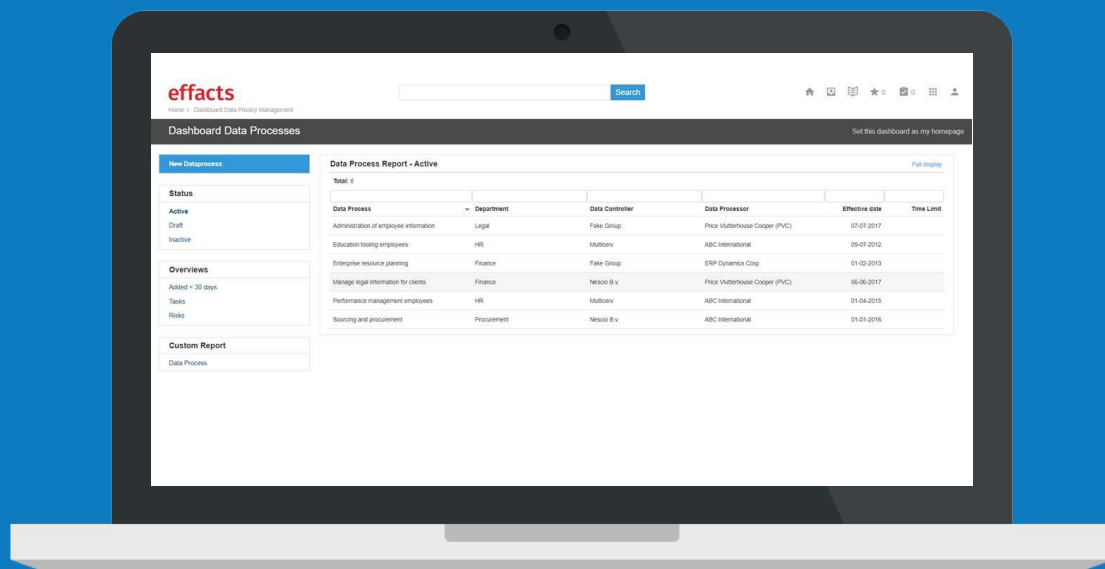 effacts
Search
0
0
Home > Dashboard Data Privacy Management
Dashboard Data Processes
Set this dashboard as my homepage
New Dataprocess
Data Process Report - Active
Full display
Total: 6
Status
Active
Draft
Inactive
Data Process Department Data Controller Data Processor Effective date Time Limit
Administration of employee information Legal Fake Group Price Vlutterhouse Cooper (PVC) 07-07-2017
Education tooling employees HR Multicerv ABC International 09-07-2012
Enterprise resource planning Finance Fake Group ERP Dynamics Corp. 01-02-2013
Manage legal information for clients Finance Nescio B.v. Price Vlutterhouse Cooper (PVC) 06-06-2017
Performance management employees HR Multicerv ABC International 01-04-2015
Sourcing and procurement Procurement Nescio B.v. ABC International 01-01-2016
Overviews
Added < 30 days
Tasks
Risks
Custom Report
Data Process